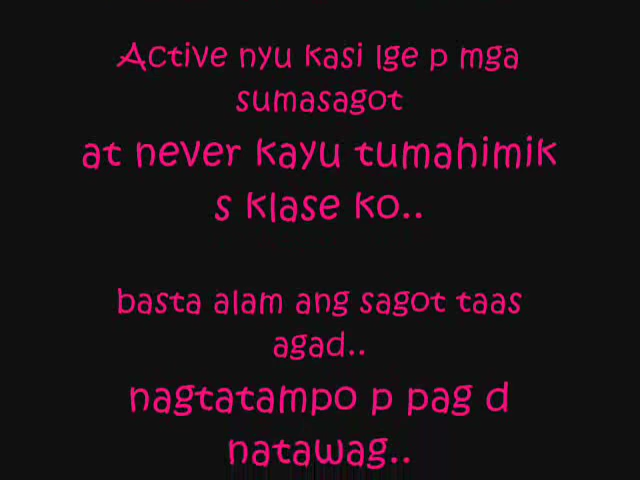 Active nyu kasi lge p mga
sumasagot
at never kayu tumahimik
s klase ko..
basta alam ang sagot taas
agad..
nagtatampo p pag d
natawag..